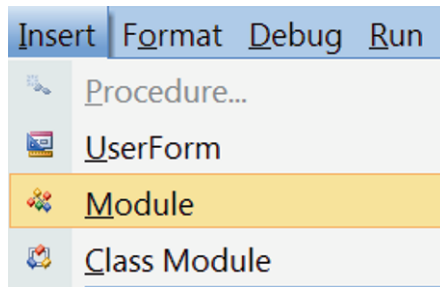 Insert Format Debug Run
Procedure...
UserForm
Module
Class Module